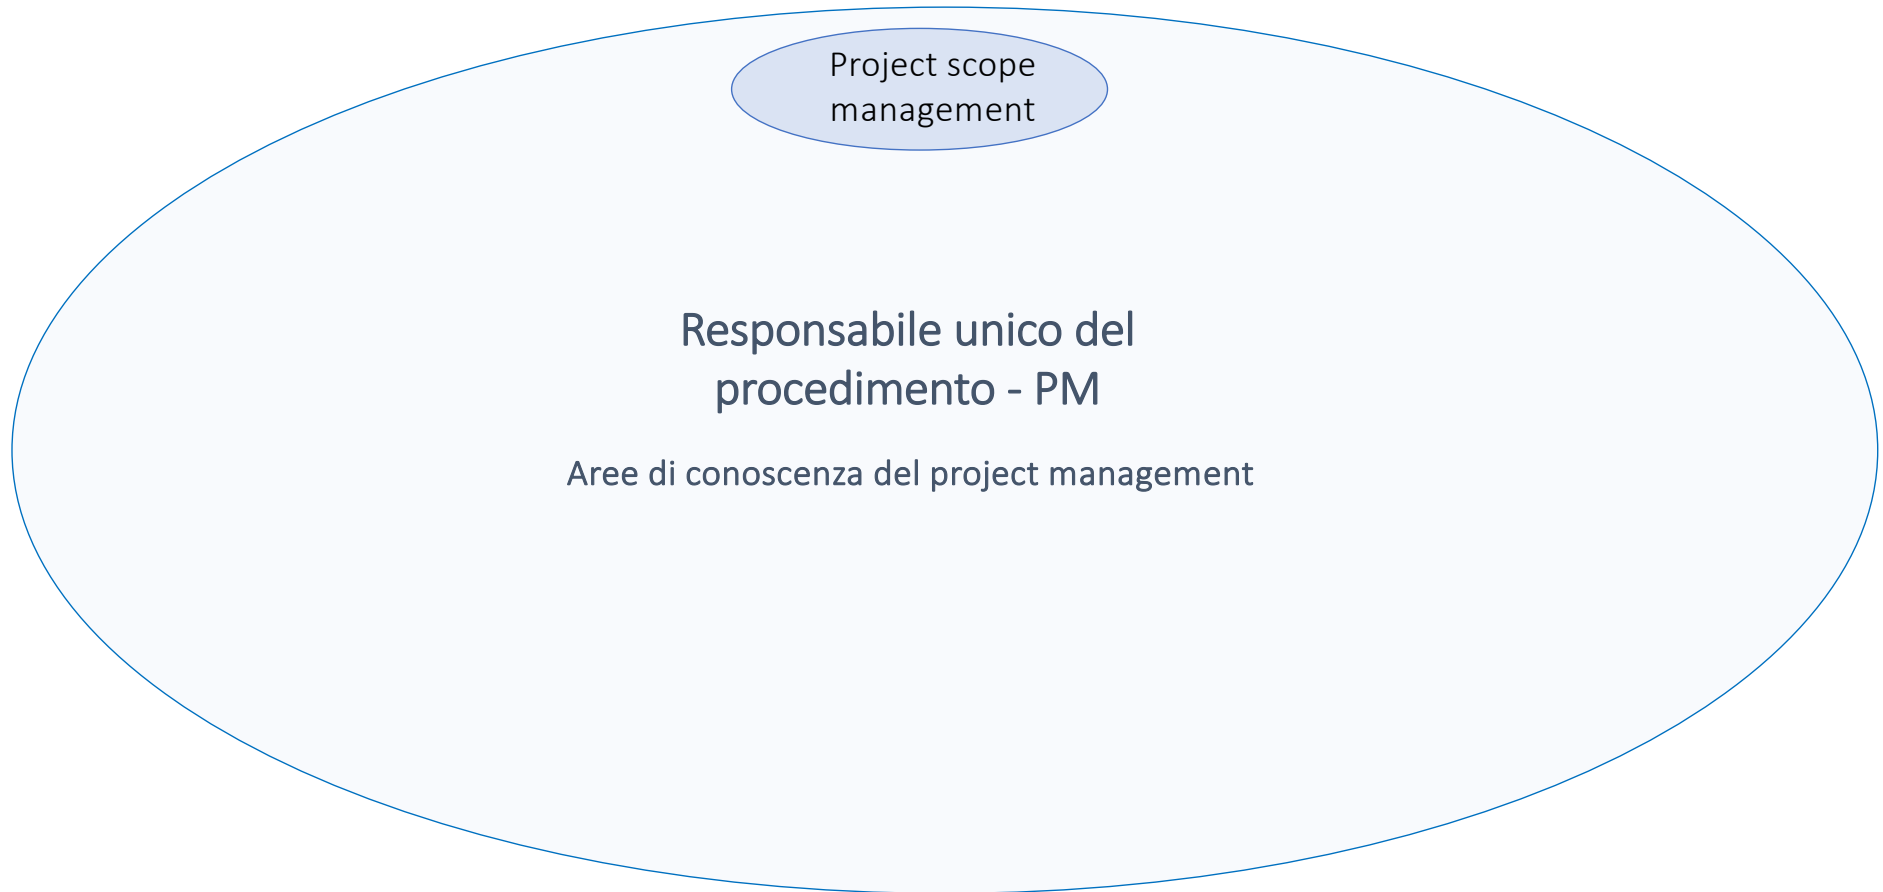 Project scope
management
Responsabile unico del
procedimento - PM
Aree di conoscenza del project management